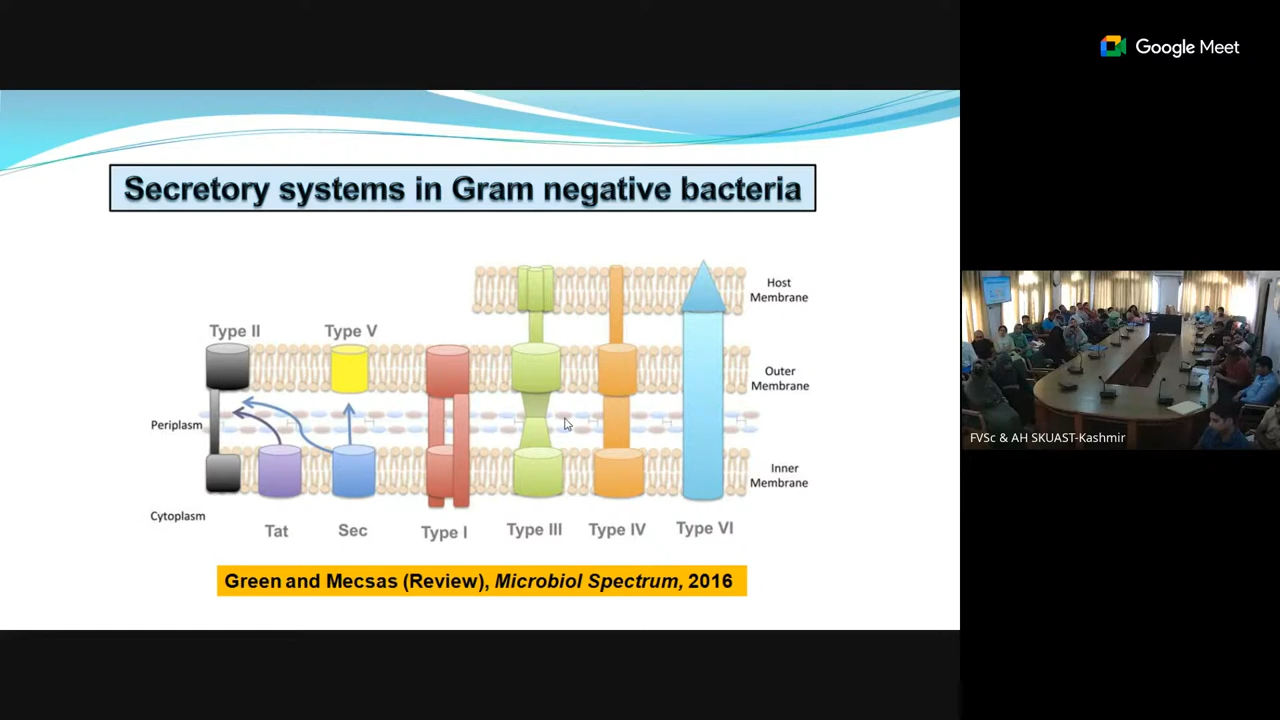 Google Meet
Secretory systems in Gram negative bacteria
Host
Membrane
Type II
Type V
Outer
Membrane
Periplasm
Inner
Membrane
Cytoplasm
Tat
Sec
Type I
Type III
Type IV
Type VI
Green and Mecsas (Review), Microbiol Spectrum, 2016
FVSc & AH SKUAST-Kashmir